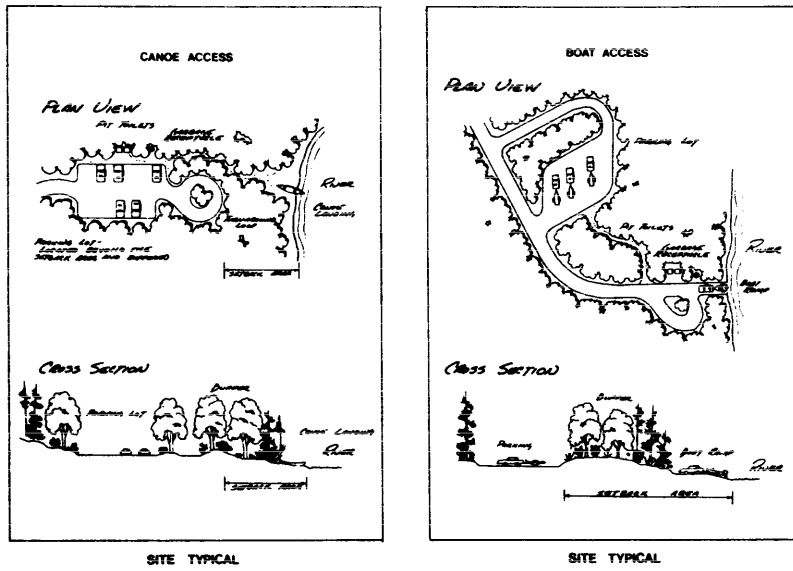 CANOE ACCESS
PLAN VIEW
PIT TOILETS
GARBAGE
RECEPTACLE
RIVER
CANOE
LANDING
TURNAROUND
LOOP
PARKING LOT-
LOCATED BEYOND THE
SETBACK AREA AND BUFFERED
SETBACK AREA
CROSS SECTION
BUFFER
PARKING LOT
CANOE LANDING
RIVER
SETBACK AREA
SITE TYPICAL
BOAT ACCESS
PLAN VIEW
PARKING LOT
PIT TOILETS
GARBAGE
RECEPTACLE
RIVER
BOAT
RAMP
CROSS SECTION
BUFFER
PARKING
BOAT RAMP
RIVER
SETBACK AREA
SITE TYPICAL